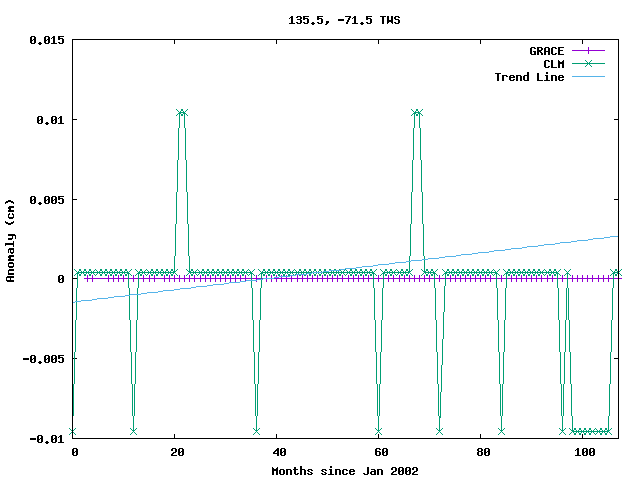 135.5, -71.5 TWS
0.015
GRACE
CLM
Trend Line
0.01
0.005
Anomaly (cm)
0
-0.005
-0.01
0 20 40 60 80 100
Months since Jan 2002